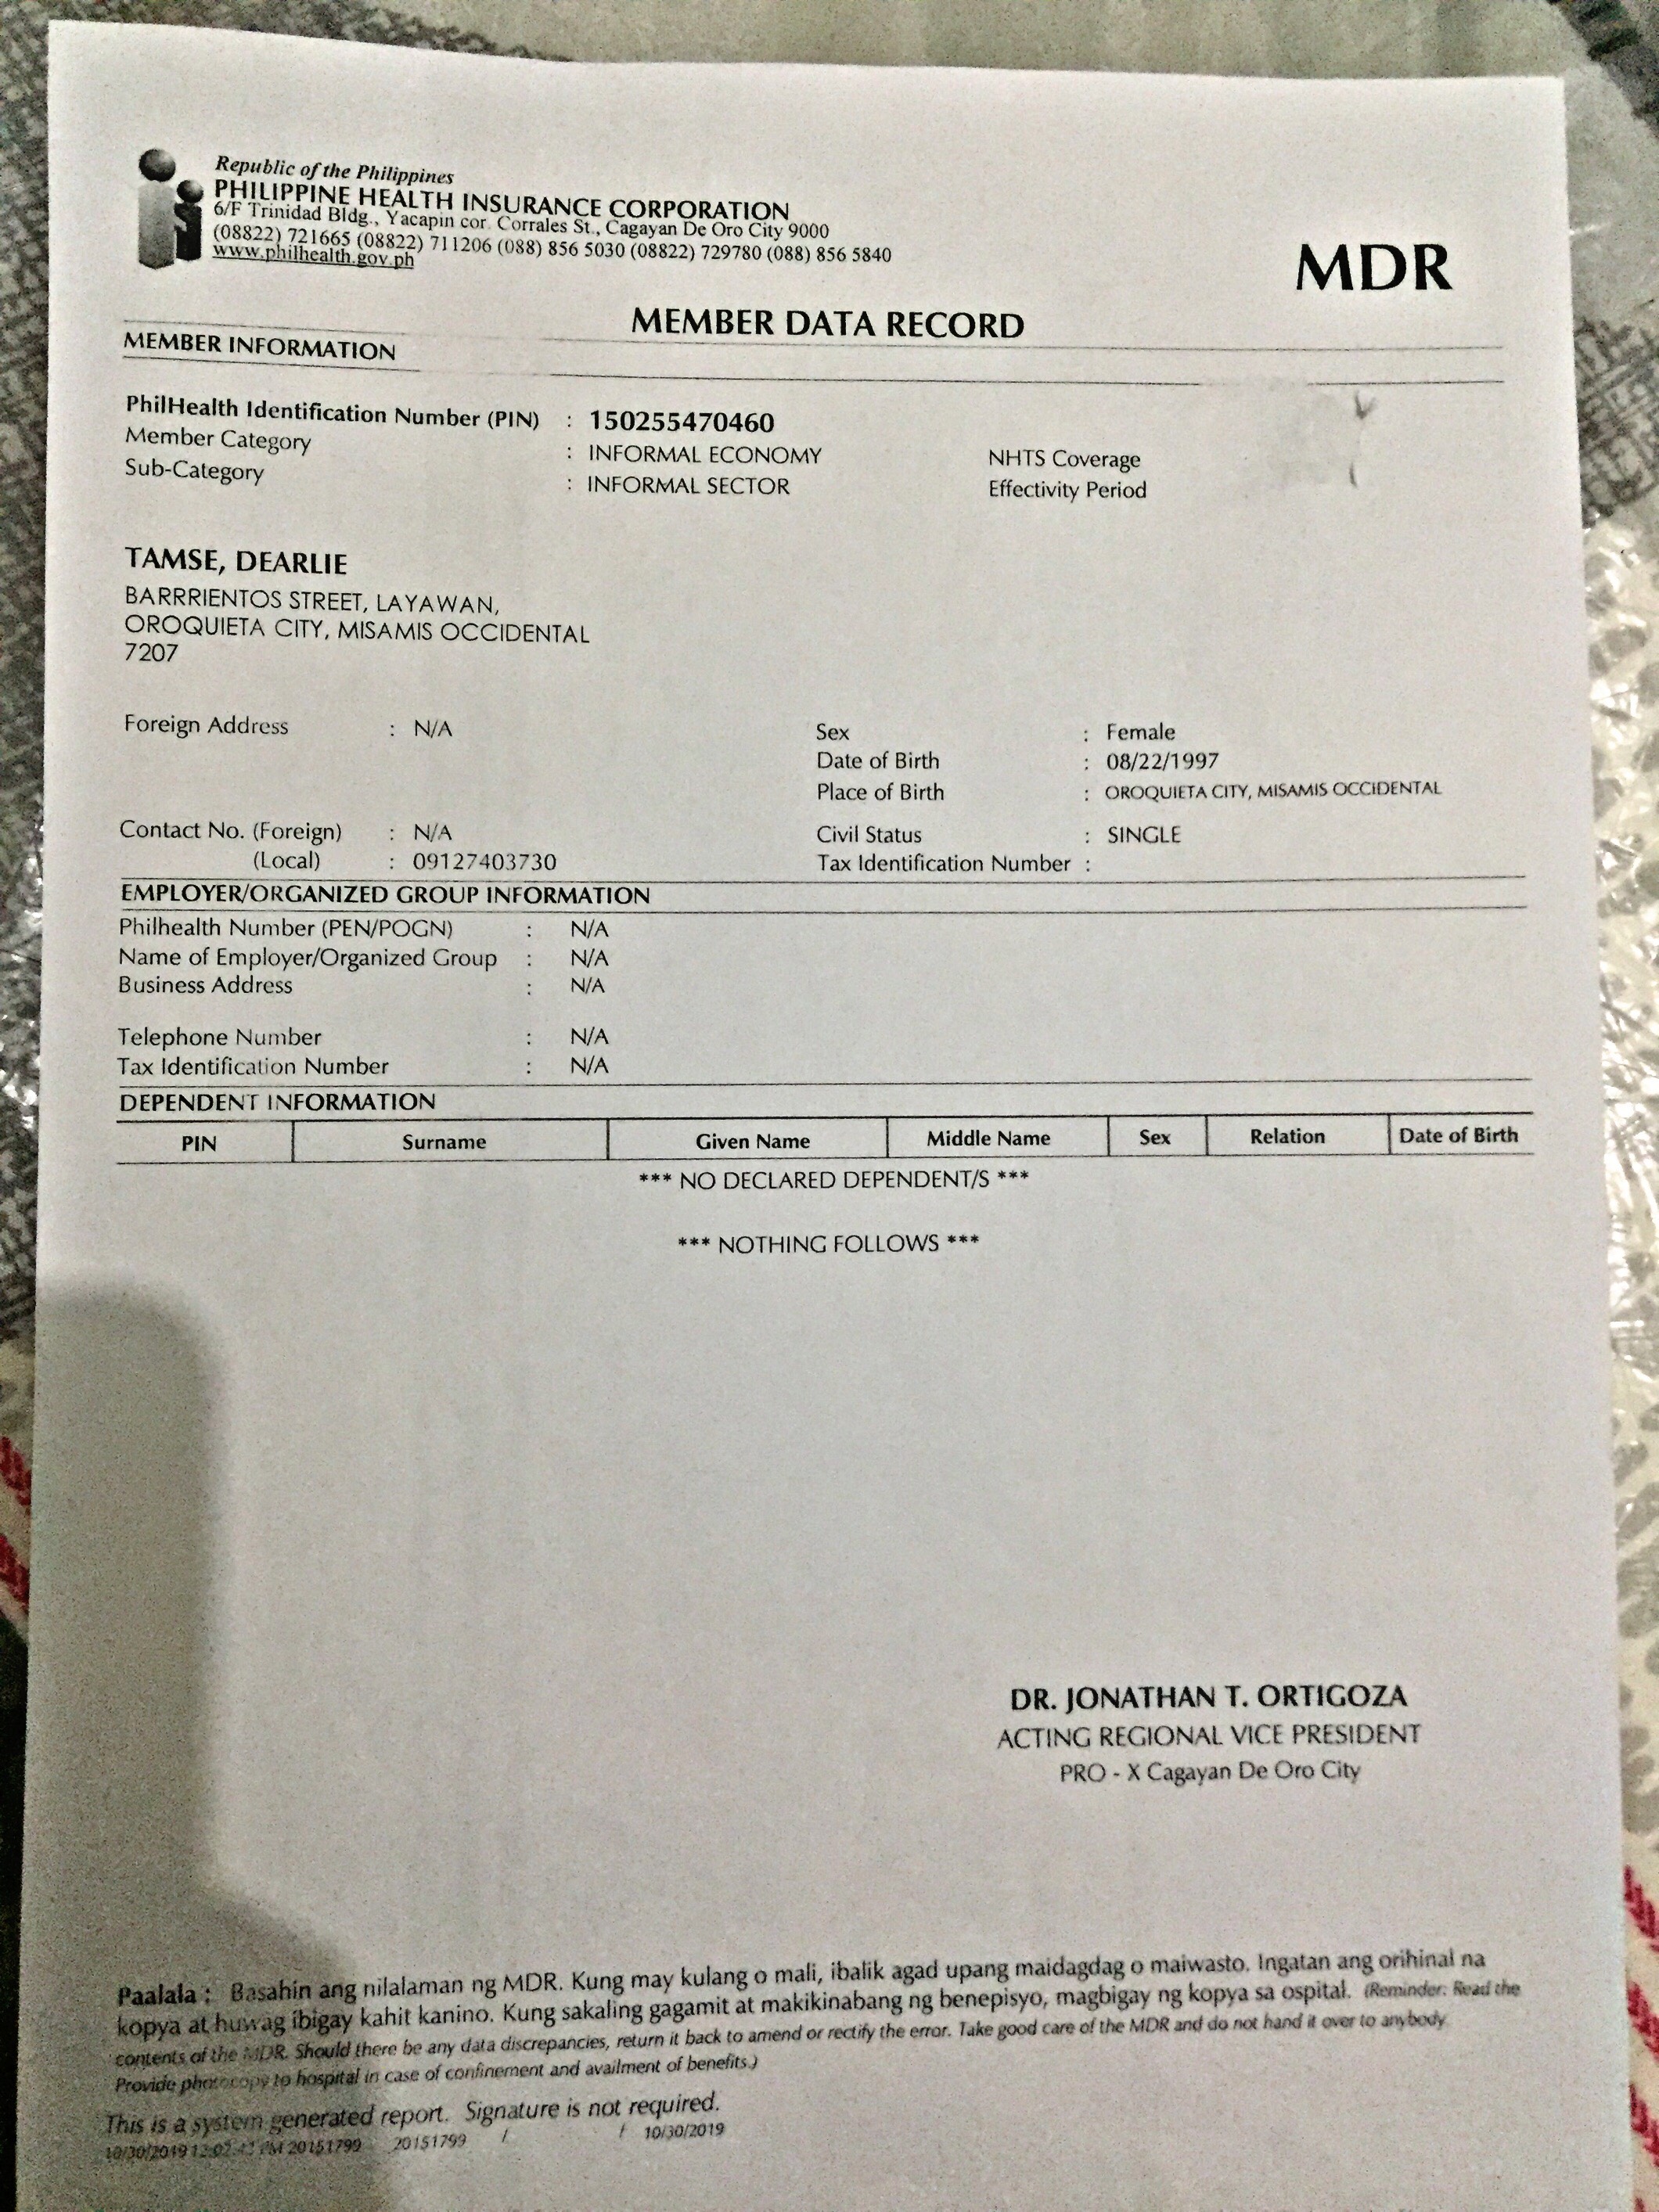 Republic of the Philippines
PHILIPPINE HEALTH INSURANCE CORPORATION
6/F Trinidad Bldg., Yacapin cor. Corrales St., Cagayan De Oro City 9000
(08822) 721665 (08822) 711206 (088) 856 5030 (08822) 729780 (088) 856 5840
www.philhealth.gov.ph
MDR
MEMBER DATA RECORD
MEMBER INFORMATION
PhilHealth Identification Number (PIN) : 150255470460
Member Category : INFORMAL ECONOMY NHTS Coverage
Sub-Category : INFORMAL SECTOR Effectivity Period
TAMSE, DEARLIE
BARRRIENTOS STREET, LAYAWAN,
OROQUIETA CITY, MISAMIS OCCIDENTAL
7207
Foreign Address : N/A Sex : Female
Date of Birth : 08/22/1997
Place of Birth : OROQUIETA CITY, MISAMIS OCCIDENTAL
Contact No. (Foreign) : N/A Civil Status : SINGLE
(Local) : 09127403730 Tax Identification Number :
EMPLOYER/ORGANIZED GROUP INFORMATION
Philhealth Number (PEN/POGN) : N/A
Name of Employer/Organized Group : N/A
Business Address : N/A
Telephone Number : N/A
Tax Identification Number : N/A
DEPENDENT INFORMATION
PIN Surname Given Name Middle Name Sex Relation Date of Birth
*** NO DECLARED DEPENDENT/S ***
*** NOTHING FOLLOWS ***
DR. JONATHAN T. ORTIGOZA
ACTING REGIONAL VICE PRESIDENT
PRO - X Cagayan De Oro City
Paalala : Basahin ang nilalaman ng MDR. Kung may kulang o mali, ibalik agad upang maidagdag o maiwasto. Ingatan ang orihinal na
kopya at huwag ibigay kahit kanino. Kung sakaling gagamit at makikinabang ng benepisyo, magbigay ng kopya sa ospital. (Reminder: Read the
contents of the MDR. Should there be any data discrepancies, return it back to amend or rectify the error. Take good care of the MDR and do not hand it over to anybody
Provide photocopy to hospital in case of confinement and availment of benefits.)
This is a system generated report. Signature is not required.
10/30/2019 PM 20151799 20151799 / / 10/30/2019